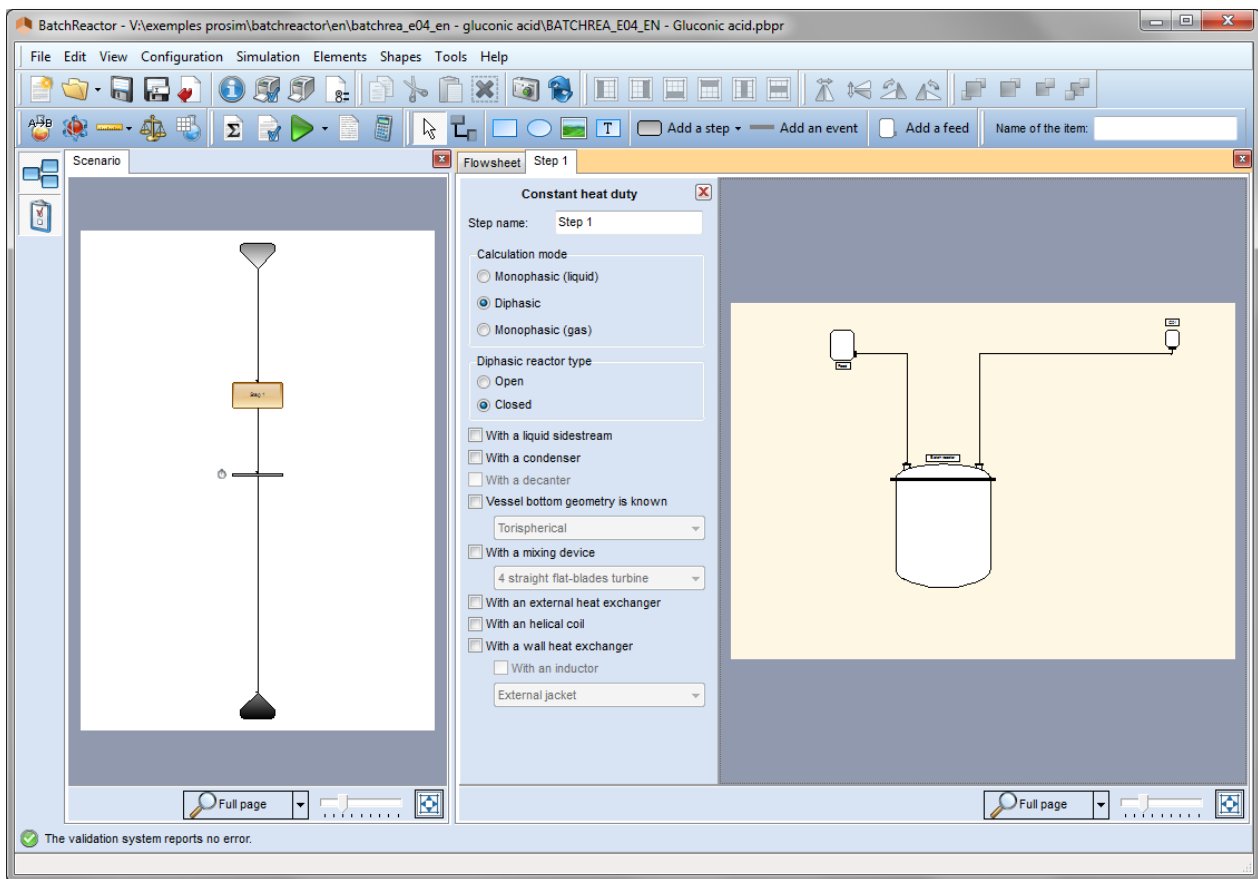 BatchReactor - V:\exemples prosim\batchreactor\en\batchrea_e04_en - gluconic acid\BATCHREA_E04_EN - Gluconic acid.pbpr
File Edit View Configuration Simulation Elements Shapes Tools Help
8=
A+B
Σ
T
Add a step
Add an event
Add a feed
Name of the item:
Scenario
Step 1
Full page
Flowsheet
Step 1
Constant heat duty
Step name: Step 1
Calculation mode
Monophasic (liquid)
Diphasic
Monophasic (gas)
Diphasic reactor type
Open
Closed
With a liquid sidestream
With a condenser
With a decanter
Vessel bottom geometry is known
Torispherical
With a mixing device
4 straight flat-blades turbine
With an external heat exchanger
With an helical coil
With a wall heat exchanger
With an inductor
External jacket
Full page
The validation system reports no error.